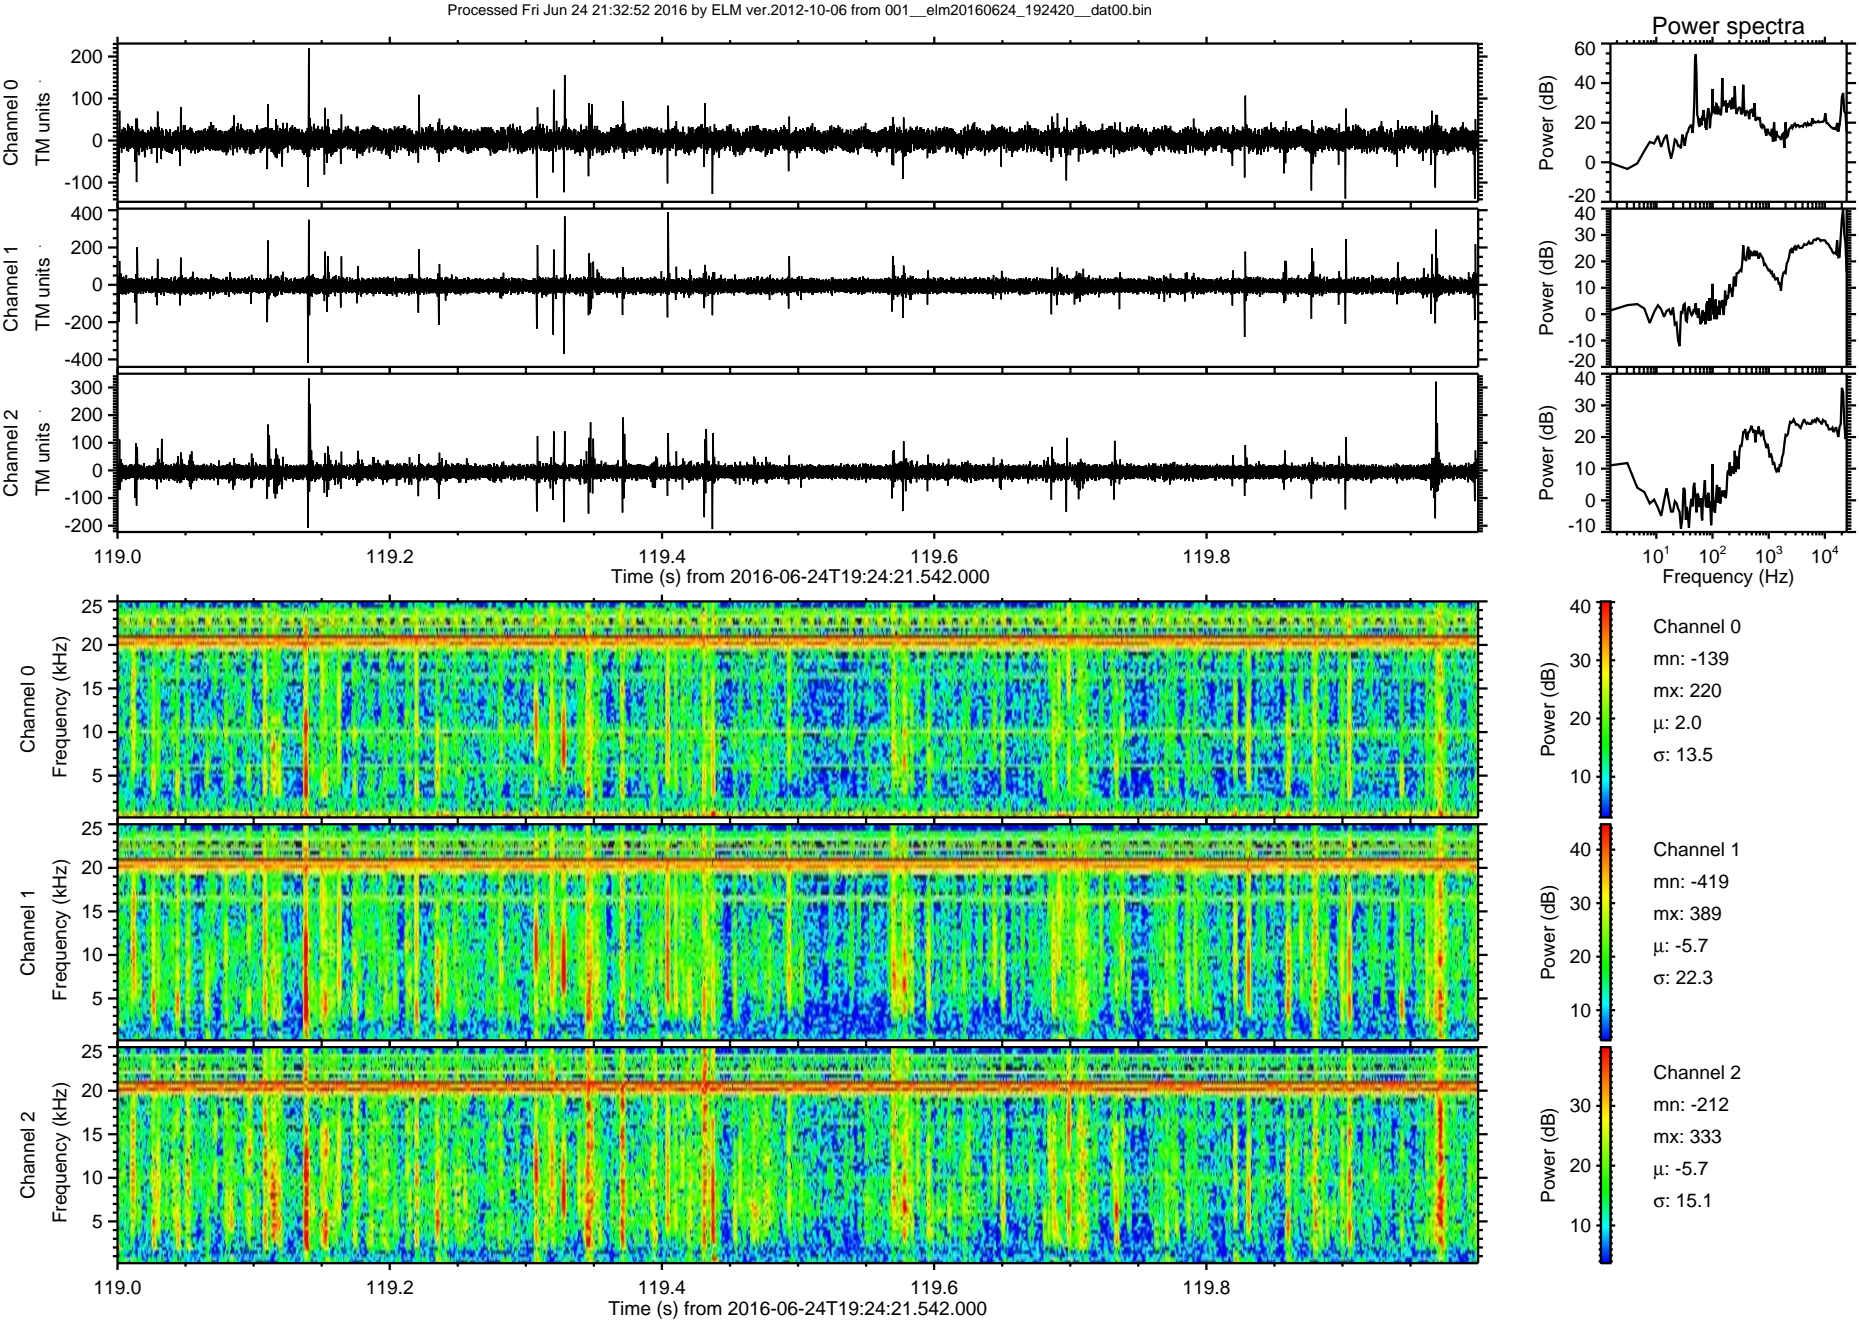 Processed Fri Jun 24 21:32:52 2016 by ELM ver.2012-10-06 from 001__elm20160624_192420__dat00.bin
Power spectra
Channel 0
TM units
200
100
0
-100
Power (dB)
60
40
20
0
-20
Channel 1
TM units
400
200
0
-200
-400
Power (dB)
40
30
20
10
0
-10
-20
Channel 2
TM units
300
200
100
0
-100
-200
Power (dB)
40
30
20
10
0
-10
119.0 119.2 119.4 119.6 119.8
Time (s) from 2016-06-24T19:24:21.542.000
10¹ 10² 10³ 10⁴
Frequency (Hz)
Channel 0
Frequency (kHz)
25
20
15
10
5
Power (dB)
40
30
20
10
Channel 0
mn: -139
mx: 220
μ: 2.0
σ: 13.5
Channel 1
Frequency (kHz)
25
20
15
10
5
Power (dB)
40
30
20
10
Channel 1
mn: -419
mx: 389
μ: -5.7
σ: 22.3
Channel 2
Frequency (kHz)
25
20
15
10
5
Power (dB)
30
20
10
Channel 2
mn: -212
mx: 333
μ: -5.7
σ: 15.1
119.0 119.2 119.4 119.6 119.8
Time (s) from 2016-06-24T19:24:21.542.000